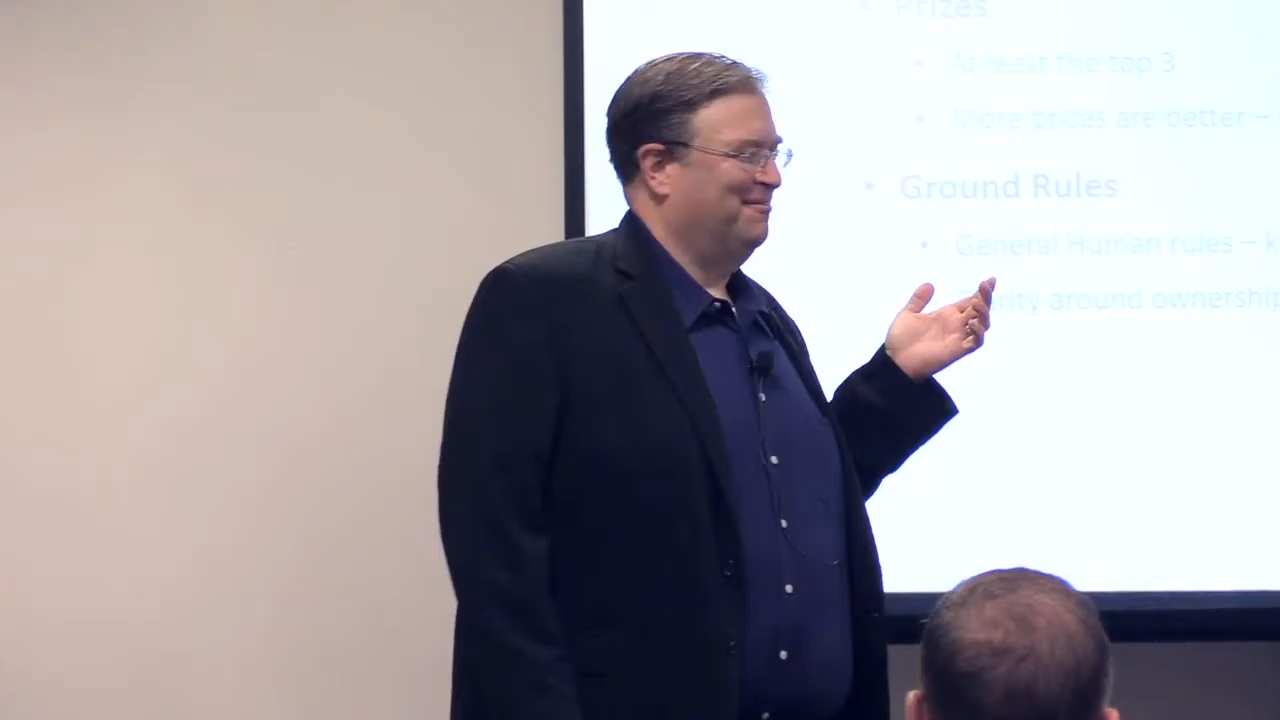 Prizes
At least the top 3
More prizes are better –
Ground Rules
General Human rules –
around ownership